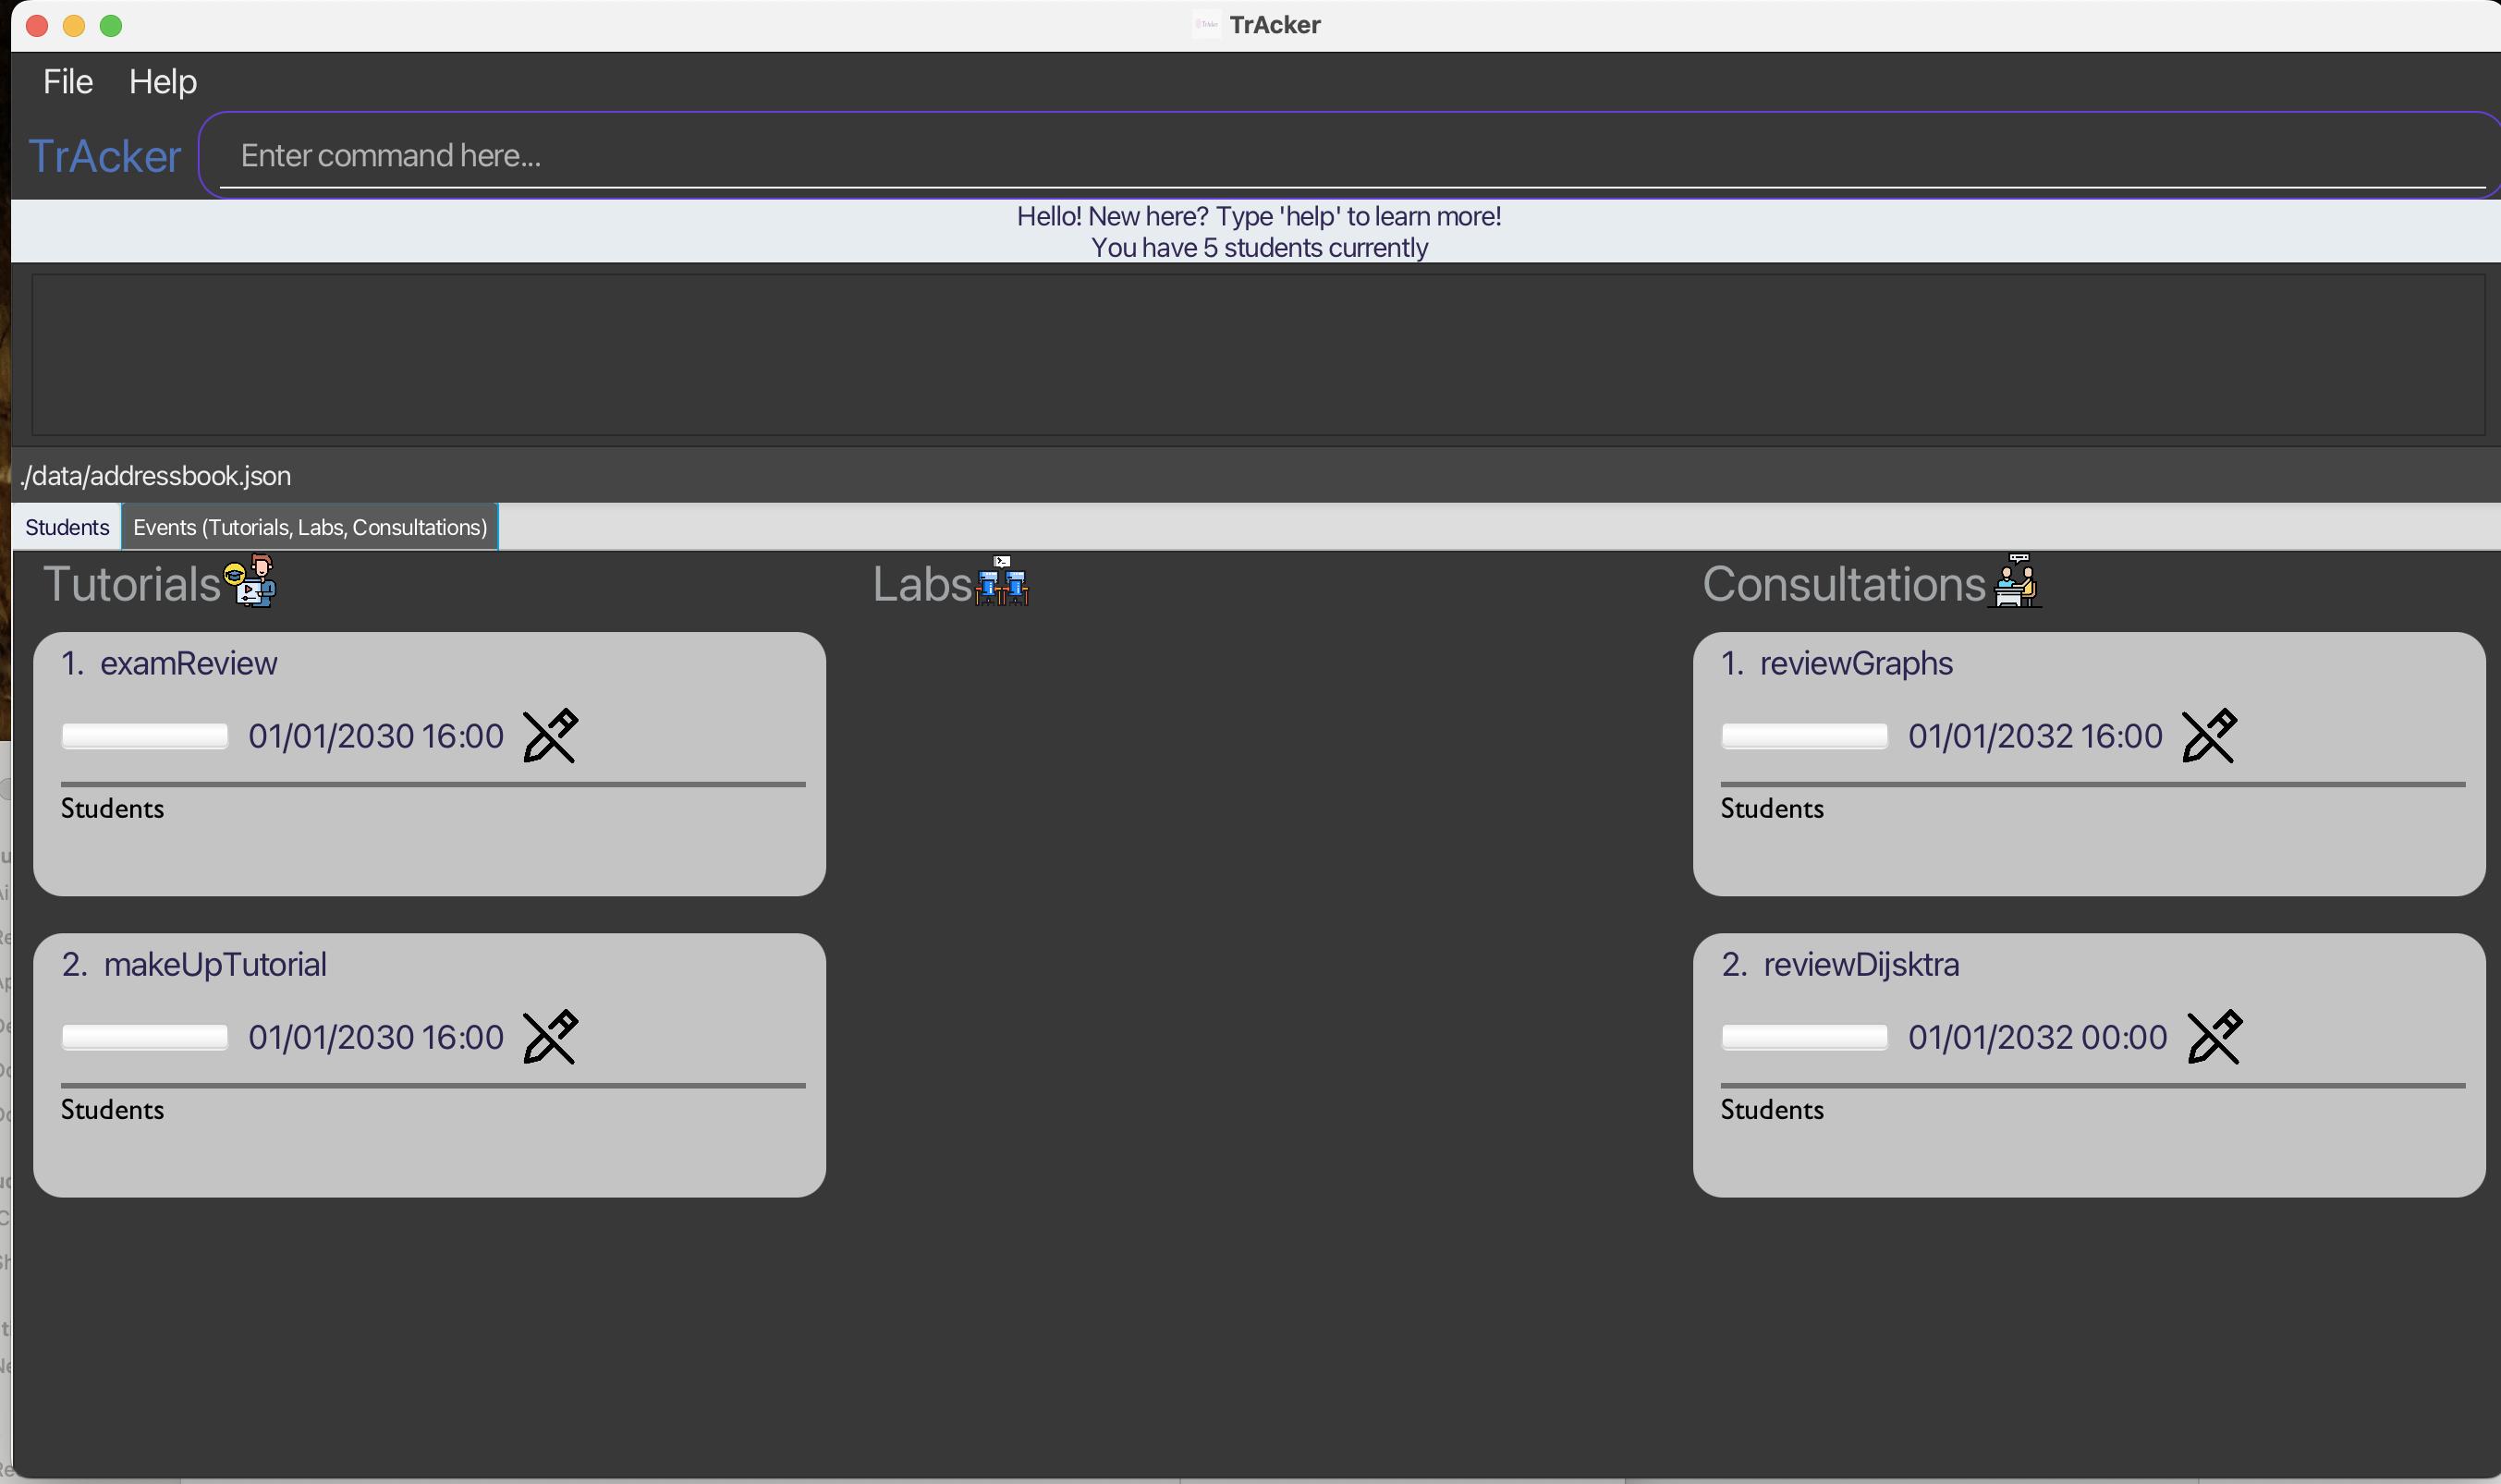 TrAcker
File Help
TrAcker Enter command here...
Hello! New here? Type 'help' to learn more!
You have 5 students currently
./data/addressbook.json
Students Events (Tutorials, Labs, Consultations)
Tutorials
Labs
Consultations
1. examReview
01/01/2030 16:00
Students
2. makeUpTutorial
01/01/2030 16:00
Students
1. reviewGraphs
01/01/2032 16:00
Students
2. reviewDijsktra
01/01/2032 00:00
Students